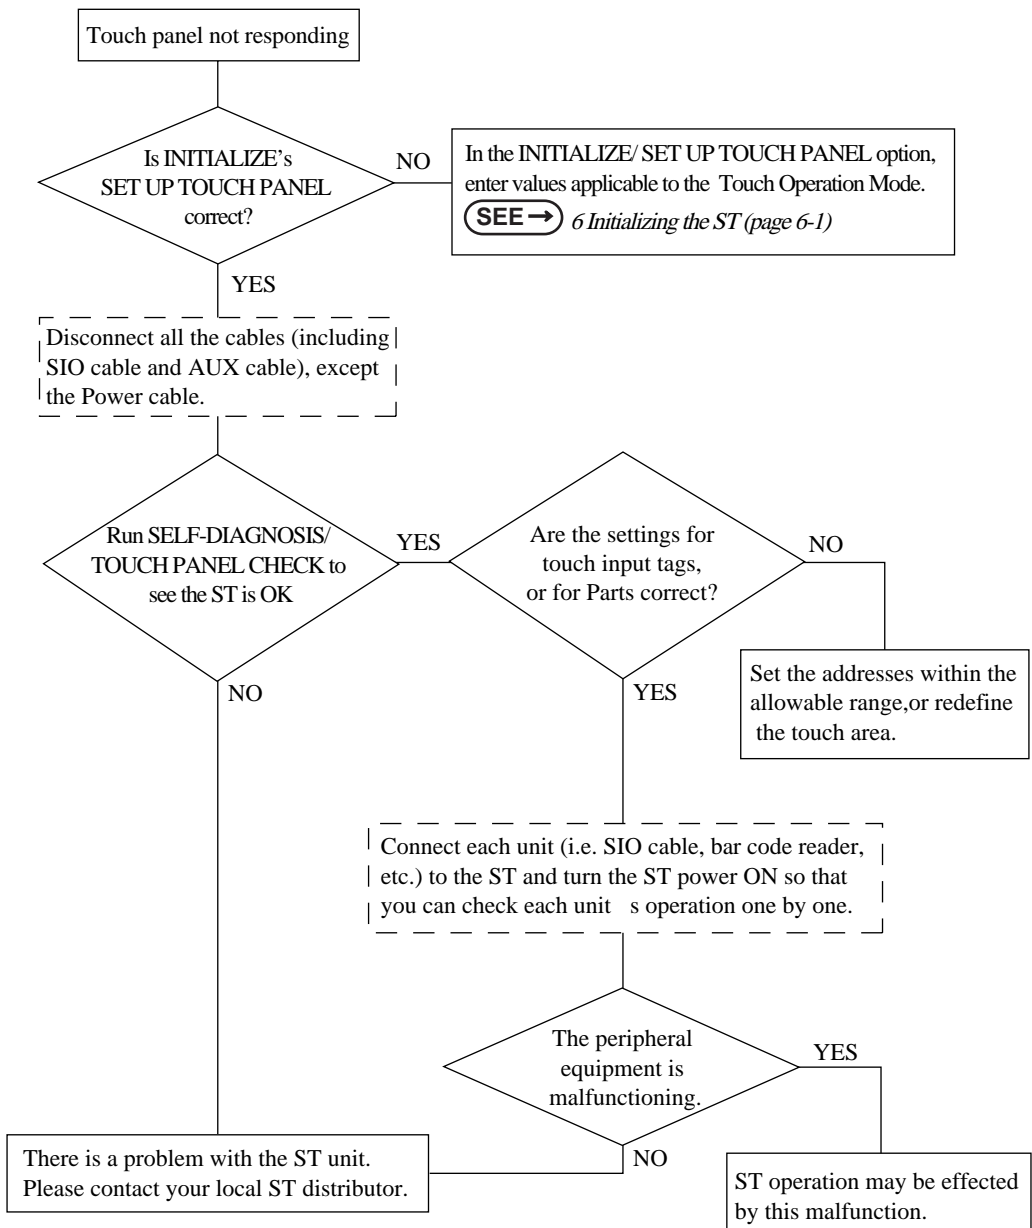 Touch panel not responding
Is INITIALIZE's
SET UP TOUCH PANEL
correct?
NO
In the INITIALIZE/ SET UP TOUCH PANEL option,
enter values applicable to the Touch Operation Mode.
SEE→ 6 Initializing the ST (page 6-1)
YES
Disconnect all the cables (including
SIO cable and AUX cable), except
the Power cable.
Run SELF-DIAGNOSIS/
TOUCH PANEL CHECK to
see the ST is OK
YES
Are the settings for
touch input tags,
or for Parts correct?
NO
Set the addresses within the
allowable range,or redefine
the touch area.
NO
YES
Connect each unit (i.e. SIO cable, bar code reader,
etc.) to the ST and turn the ST power ON so that
you can check each unit s operation one by one.
The peripheral
equipment is
malfunctioning.
YES
NO
There is a problem with the ST unit.
Please contact your local ST distributor.
ST operation may be effected
by this malfunction.